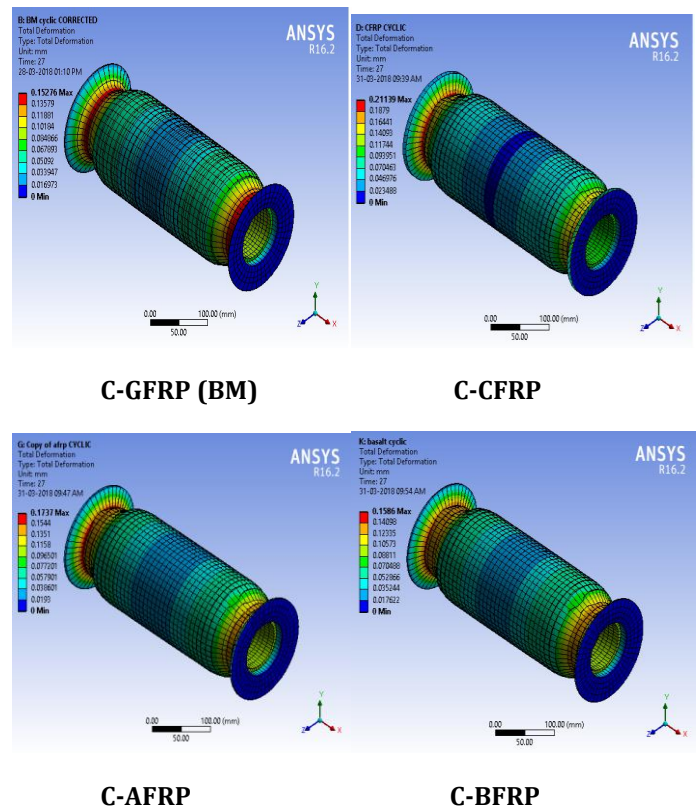 B: BM cyclic CORRECTED
Total Deformation
Type: Total Deformation
Unit: mm
Time: 27
28-03-2018 01:10 PM
ANSYS
R16.2
0.15276 Max
0.13579
0.11881
0.10184
0.084866
0.067893
0.05092
0.033947
0.016973
0 Min
0.00
100.00 (mm)
50.00
Y
Z
X
C-GFRP (BM)
D: CFRP CYCLIC
Total Deformation
Type: Total Deformation
Unit: mm
Time: 27
31-03-2018 09:39 AM
ANSYS
R16.2
0.21139 Max
0.1879
0.16441
0.14093
0.11744
0.093951
0.070463
0.046976
0.023488
0 Min
0.00
100.00 (mm)
50.00
Y
Z
X
C-CFRP
G: Copy of afrp CYCLIC
Total Deformation
Type: Total Deformation
Unit: mm
Time: 27
31-03-2018 09:47 AM
ANSYS
R16.2
0.1737 Max
0.1544
0.1351
0.1158
0.096501
0.077201
0.057901
0.038601
0.0193
0 Min
0.00
100.00 (mm)
50.00
Y
Z
X
C-AFRP
K: basalt cyclic
Total Deformation
Type: Total Deformation
Unit: mm
Time: 27
31-03-2018 09:54 AM
ANSYS
R16.2
0.1586 Max
0.14098
0.12335
0.10573
0.08811
0.070488
0.052866
0.035244
0.017622
0 Min
0.00
100.00 (mm)
50.00
Y
Z
X
C-BFRP